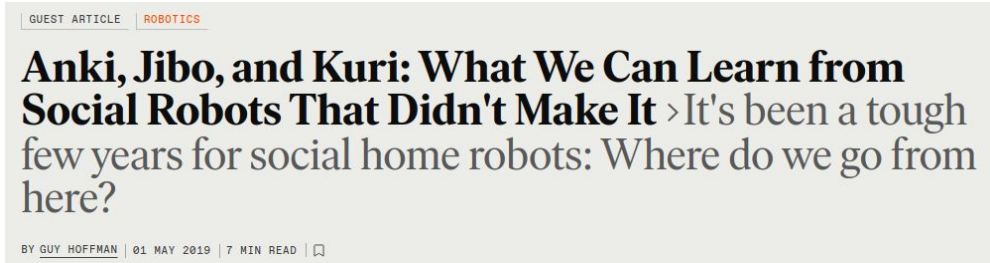 GUEST ARTICLE ROBOTICS
Anki, Jibo, and Kuri: What We Can Learn from
Social Robots That Didn't Make It >It's been a tough
few years for social home robots: Where do we go from
here?
BY GUY HOFFMAN | 01 MAY 2019 | 7 MIN READ |